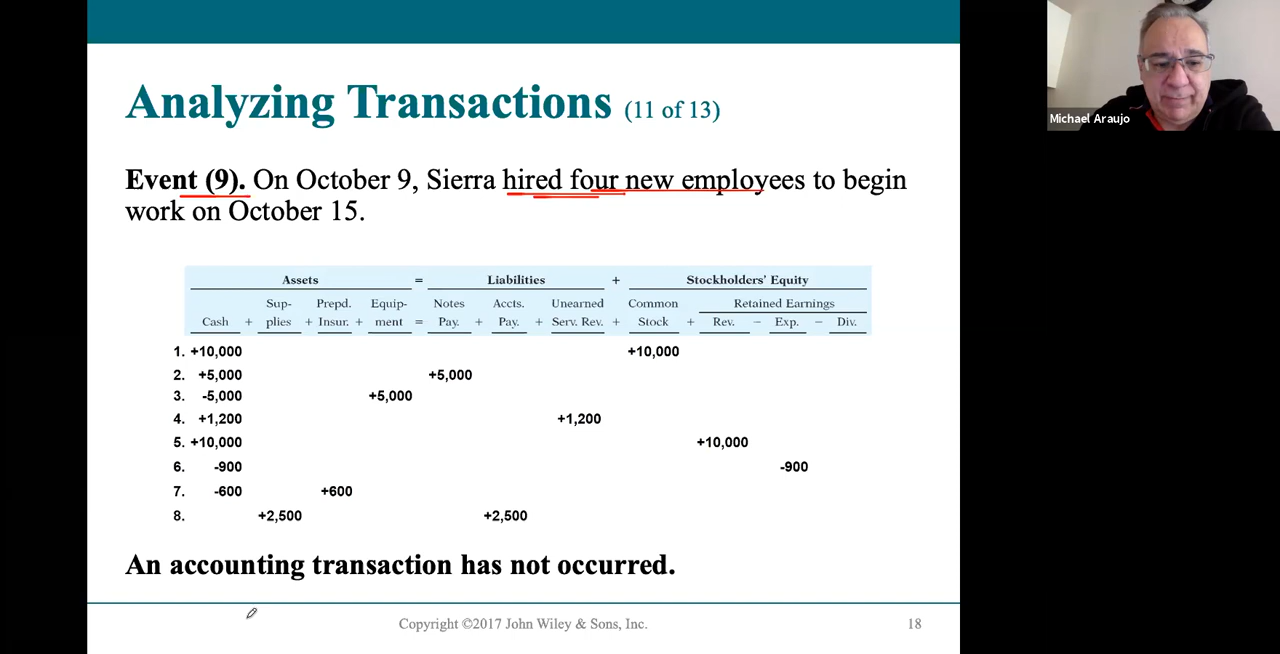 Analyzing Transactions (11 of 13)
Michael Araujo
Event (9). On October 9, Sierra hired four new employees to begin
work on October 15.
Assets = Liabilities + Stockholders' Equity
Sup- Prepd. Equip- Notes Accts. Unearned Common Retained Earnings
Cash + plies + Insur. + ment = Pay. + Pay. + Serv. Rev. + Stock + Rev. − Exp. − Div.
1. +10,000 +10,000
2. +5,000 +5,000
3. -5,000 +5,000
4. +1,200 +1,200
5. +10,000 +10,000
6. -900 -900
7. -600 +600
8. +2,500 +2,500
An accounting transaction has not occurred.
Copyright ©2017 John Wiley & Sons, Inc. 18